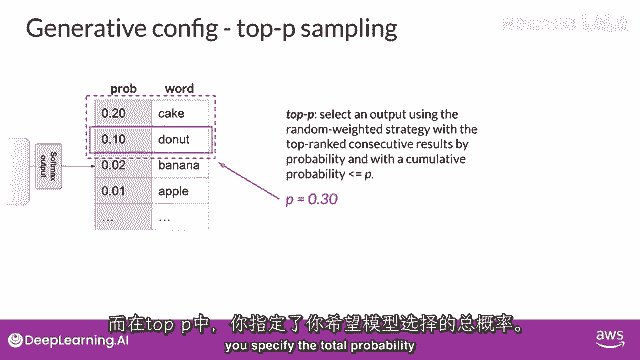 Generative config - top-p sampling
prob word
0.20 cake
0.10 donut
0.02 banana
0.01 apple
... ...
Softmax output
top-p: select an output using the
random-weighted strategy with the
top-ranked consecutive results by
probability and with a cumulative
probability <= p.
p = 0.30
而在top p中，你指定了你希望模型选择的总概率。
you specify the total probability
DeepLearning.AI
aws